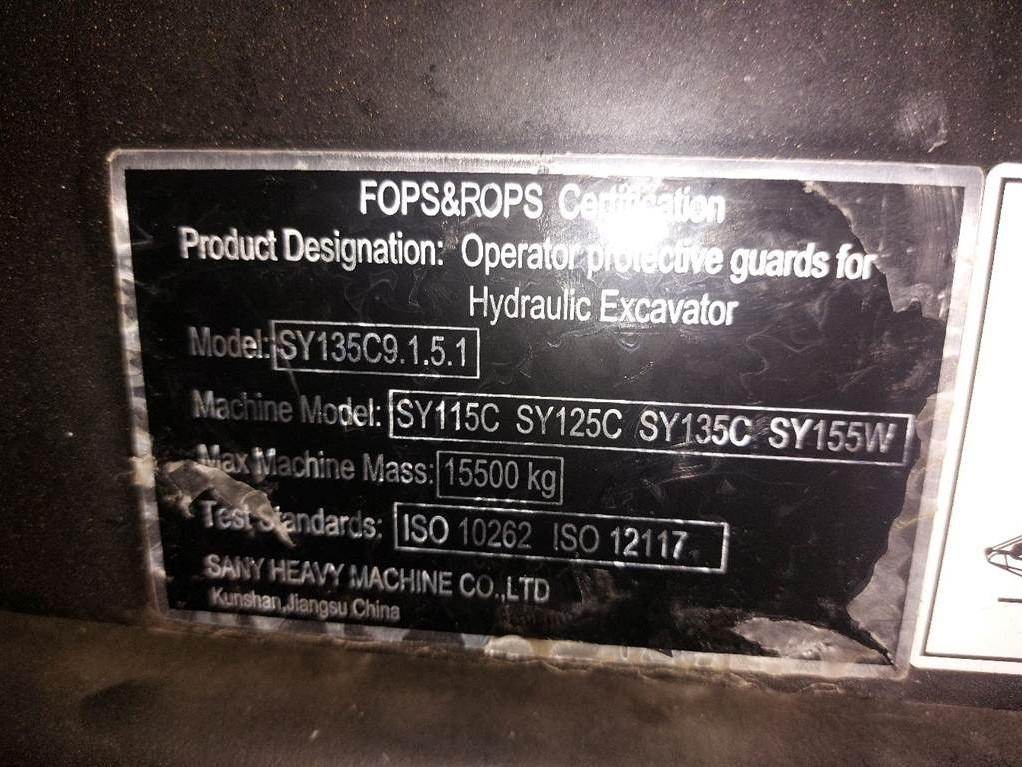 FOPS&ROPS Certification
Product Designation: Operator protective guards for
Hydraulic Excavator
Model: SY135C9.1.5.1
Machine Model: SY115C SY125C SY135C SY155W
Max Machine Mass: 15500 kg
Test Standards: ISO 10262 ISO 12117
SANY HEAVY MACHINE CO.,LTD
Kunshan,Jiangsu China